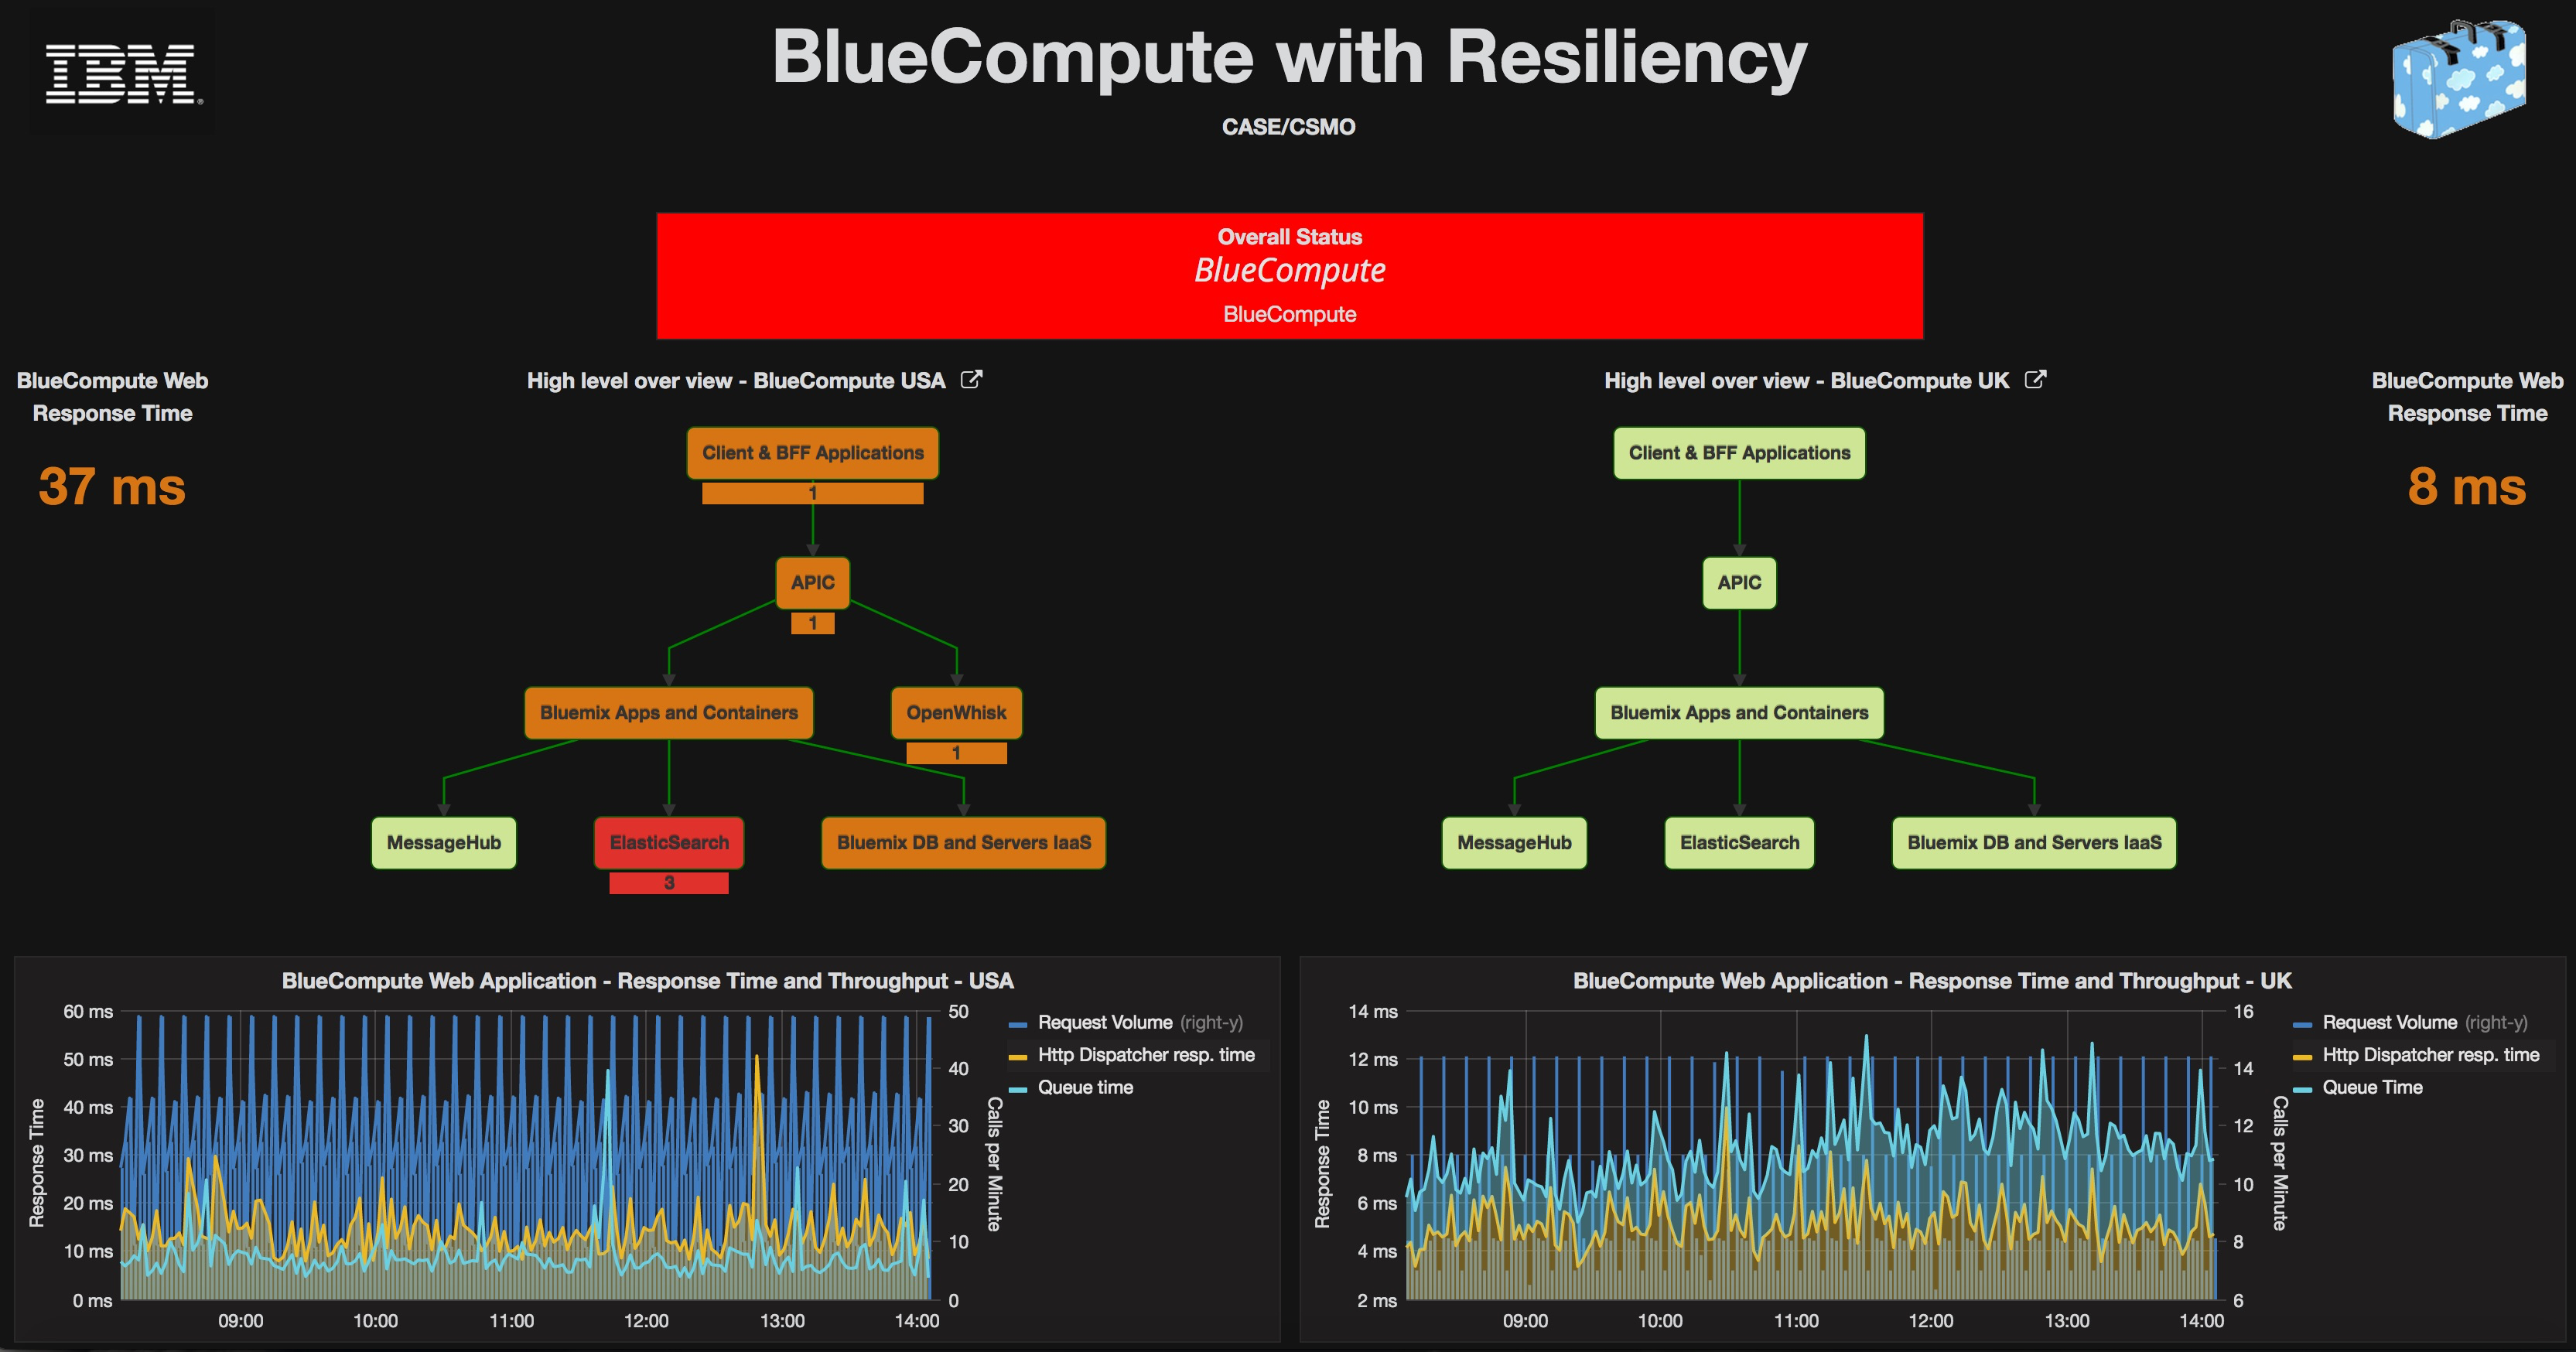 IBM®
BlueCompute with Resiliency
CASE/CSMO
Overall Status
BlueCompute
BlueCompute
BlueCompute Web
Response Time
37 ms
High level over view - BlueCompute USA
Client & BFF Applications
1
APIC
1
Bluemix Apps and Containers
OpenWhisk
1
MessageHub
ElasticSearch
3
Bluemix DB and Servers IaaS
High level over view - BlueCompute UK
Client & BFF Applications
APIC
Bluemix Apps and Containers
MessageHub
ElasticSearch
Bluemix DB and Servers IaaS
BlueCompute Web
Response Time
8 ms
BlueCompute Web Application - Response Time and Throughput - USA
Response Time
60 ms
50 ms
40 ms
30 ms
20 ms
10 ms
0 ms
50
40
30
20
10
0
Calls per Minute
09:00
10:00
11:00
12:00
13:00
14:00
Request Volume (right-y)
Http Dispatcher resp. time
Queue time
BlueCompute Web Application - Response Time and Throughput - UK
Response Time
14 ms
12 ms
10 ms
8 ms
6 ms
4 ms
2 ms
16
14
12
10
8
6
Calls per Minute
09:00
10:00
11:00
12:00
13:00
14:00
Request Volume (right-y)
Http Dispatcher resp. time
Queue Time